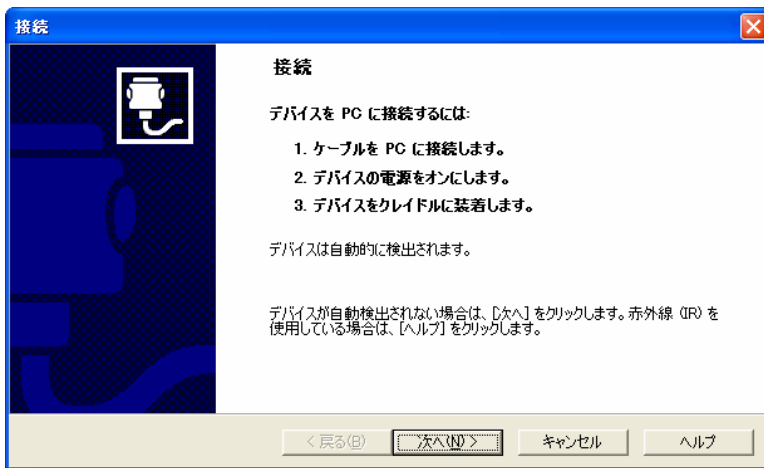 接続
接続
デバイスを PC に接続するには:
1. ケーブルを PC に接続します。
2. デバイスの電源をオンにします。
3. デバイスをクレイドルに装着します。
デバイスは自動的に検出されます。
デバイスが自動検出されない場合は、[次へ] をクリックします。赤外線 (IR) を
使用している場合は、[ヘルプ] をクリックします。
< 戻る(B) 次へ(N) > キャンセル ヘルプ